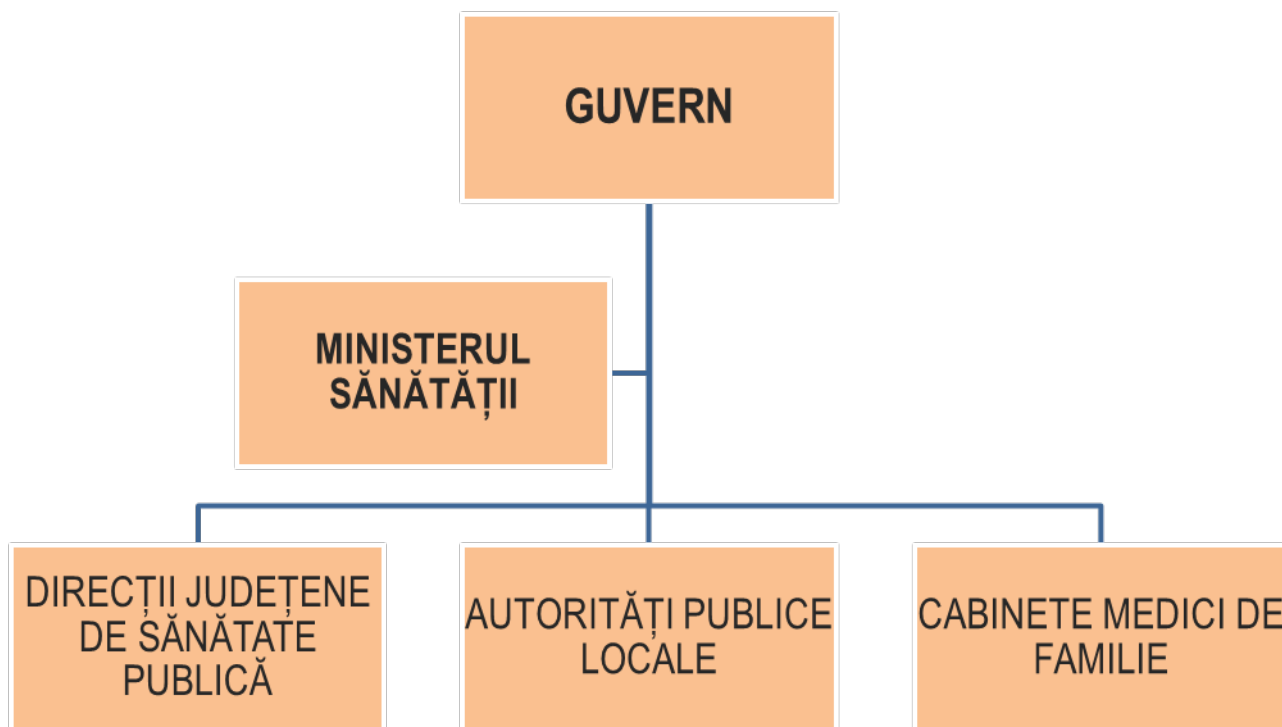 GUVERN
MINISTERUL
SĂNĂTĂȚII
DIRECȚII JUDEȚENE
DE SĂNĂTATE
PUBLICĂ
AUTORITĂȚI PUBLICE
LOCALE
CABINETE MEDICI DE
FAMILIE